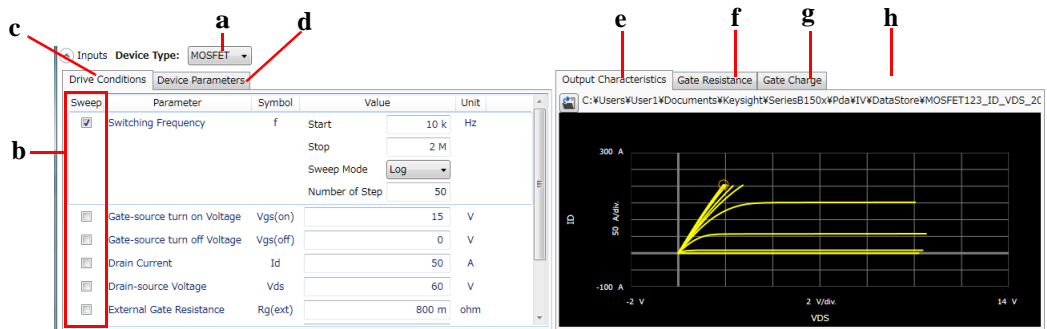 a
d
e
f
g
h
c
Inputs Device Type: MOSFET
Drive Conditions Device Parameters
Output Characteristics Gate Resistance Gate Charge
Sweep Parameter Symbol Value Unit
C:¥Users¥User1¥Documents¥Keysight¥SeriesB150x¥Pda¥IV¥DataStore¥MOSFET123_ID_VDS_20
Switching Frequency f Start 10 k Hz
Stop 2 M
b
Sweep Mode Log
Number of Step 50
Gate-source turn on Voltage Vgs(on) 15 V
Gate-source turn off Voltage Vgs(off) 0 V
Drain Current Id 50 A
Drain-source Voltage Vds 60 V
External Gate Resistance Rg(ext) 800 m ohm
300 A
ID
50 A/div.
-100 A
-2 V 2 V/div. 14 V
VDS